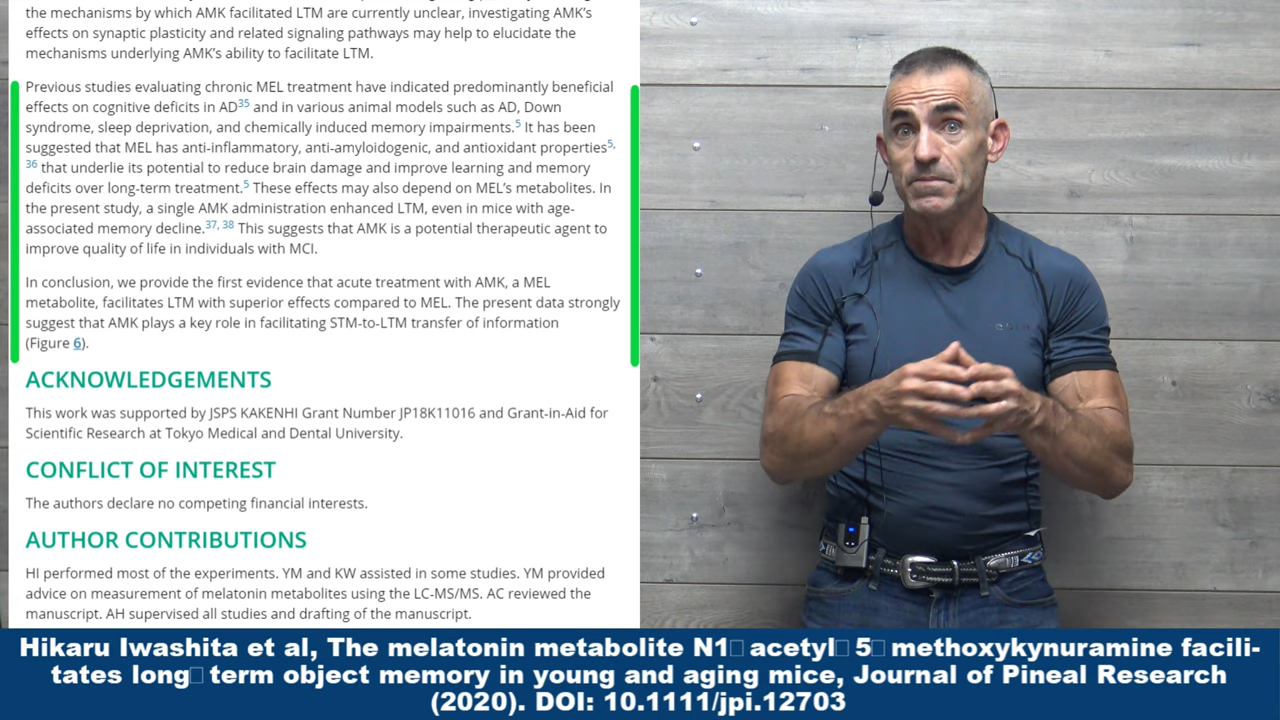 the mechanisms by which AMK facilitated LTM are currently unclear, investigating AMK's
effects on synaptic plasticity and related signaling pathways may help to elucidate the
mechanisms underlying AMK's ability to facilitate LTM.
Previous studies evaluating chronic MEL treatment have indicated predominantly beneficial
effects on cognitive deficits in AD35 and in various animal models such as AD, Down
syndrome, sleep deprivation, and chemically induced memory impairments.5 It has been
suggested that MEL has anti-inflammatory, anti-amyloidogenic, and antioxidant properties5,
36 that underlie its potential to reduce brain damage and improve learning and memory
deficits over long-term treatment.5 These effects may also depend on MEL's metabolites. In
the present study, a single AMK administration enhanced LTM, even in mice with age-
associated memory decline.37, 38 This suggests that AMK is a potential therapeutic agent to
improve quality of life in individuals with MCI.
In conclusion, we provide the first evidence that acute treatment with AMK, a MEL
metabolite, facilitates LTM with superior effects compared to MEL. The present data strongly
suggest that AMK plays a key role in facilitating STM-to-LTM transfer of information
(Figure 6).
ACKNOWLEDGEMENTS
This work was supported by JSPS KAKENHI Grant Number JP18K11016 and Grant-in-Aid for
Scientific Research at Tokyo Medical and Dental University.
CONFLICT OF INTEREST
The authors declare no competing financial interests.
AUTHOR CONTRIBUTIONS
HI performed most of the experiments. YM and KW assisted in some studies. YM provided
advice on measurement of melatonin metabolites using the LC-MS/MS. AC reviewed the
manuscript. AH supervised all studies and drafting of the manuscript.
Hikaru Iwashita et al, The melatonin metabolite N1□acetyl□5□methoxykynuramine facili-
tates long□term object memory in young and aging mice, Journal of Pineal Research
(2020). DOI: 10.1111/jpi.12703